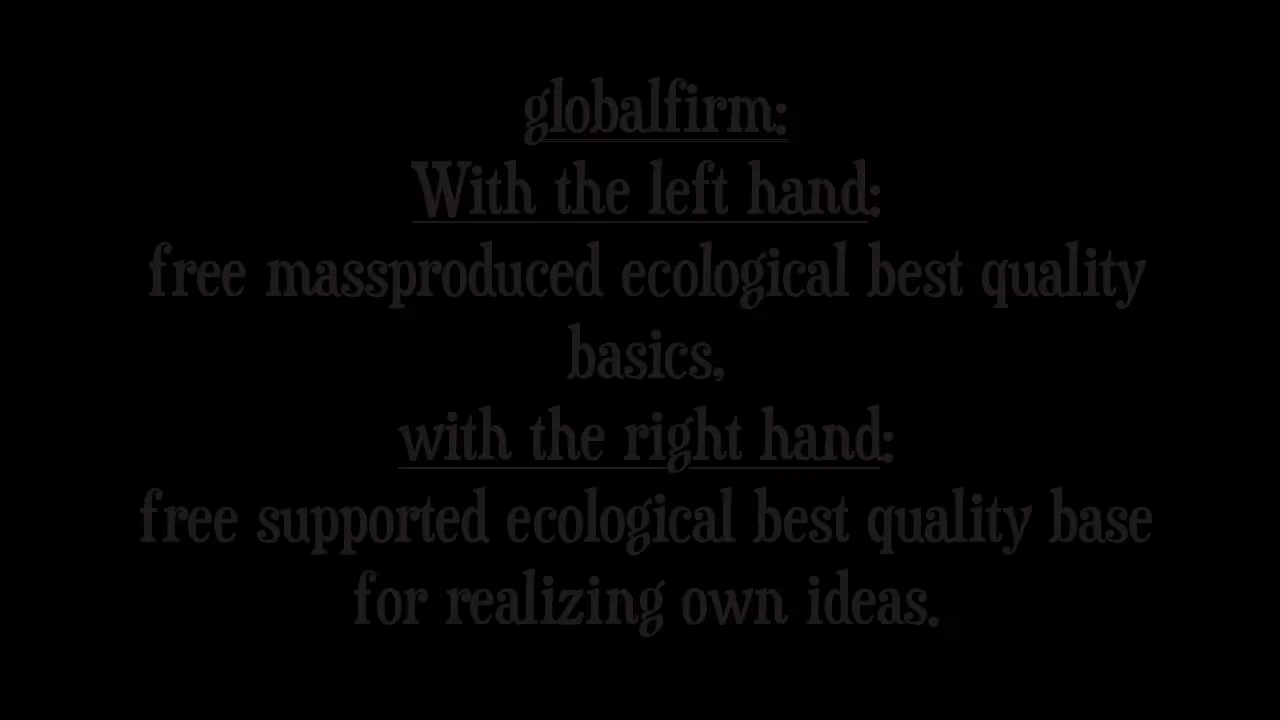 globalfirm:
With the left hand:
free massproduced ecological best quality
basics,
with the right hand:
free supported ecological best quality base
for realizing own ideas.